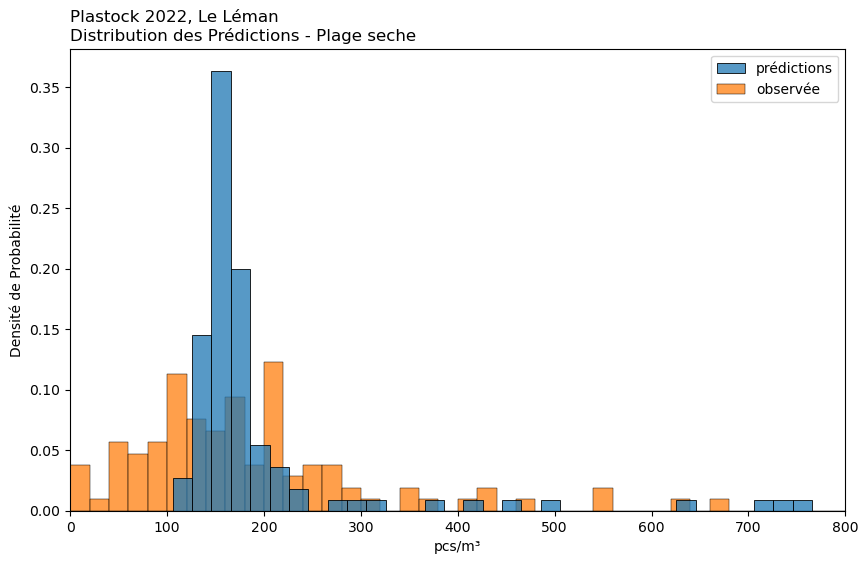 Plastock 2022, Le Léman
Distribution des Prédictions - Plage seche
prédictions
observée
Densité de Probabilité
0.35
0.30
0.25
0.20
0.15
0.10
0.05
0.00
0 100 200 300 400 500 600 700 800
pcs/m³